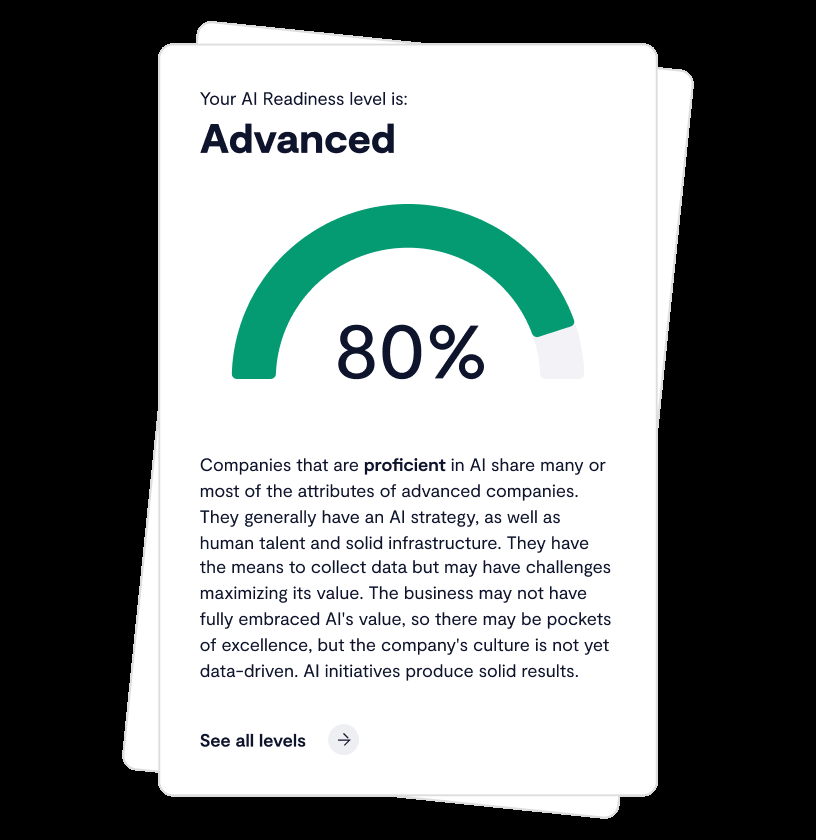 Your AI Readiness level is:
Advanced
80%
Companies that are proficient in AI share many or
most of the attributes of advanced companies.
They generally have an AI strategy, as well as
human talent and solid infrastructure. They have
the means to collect data but may have challenges
maximizing its value. The business may not have
fully embraced AI's value, so there may be pockets
of excellence, but the company's culture is not yet
data-driven. AI initiatives produce solid results.
See all levels